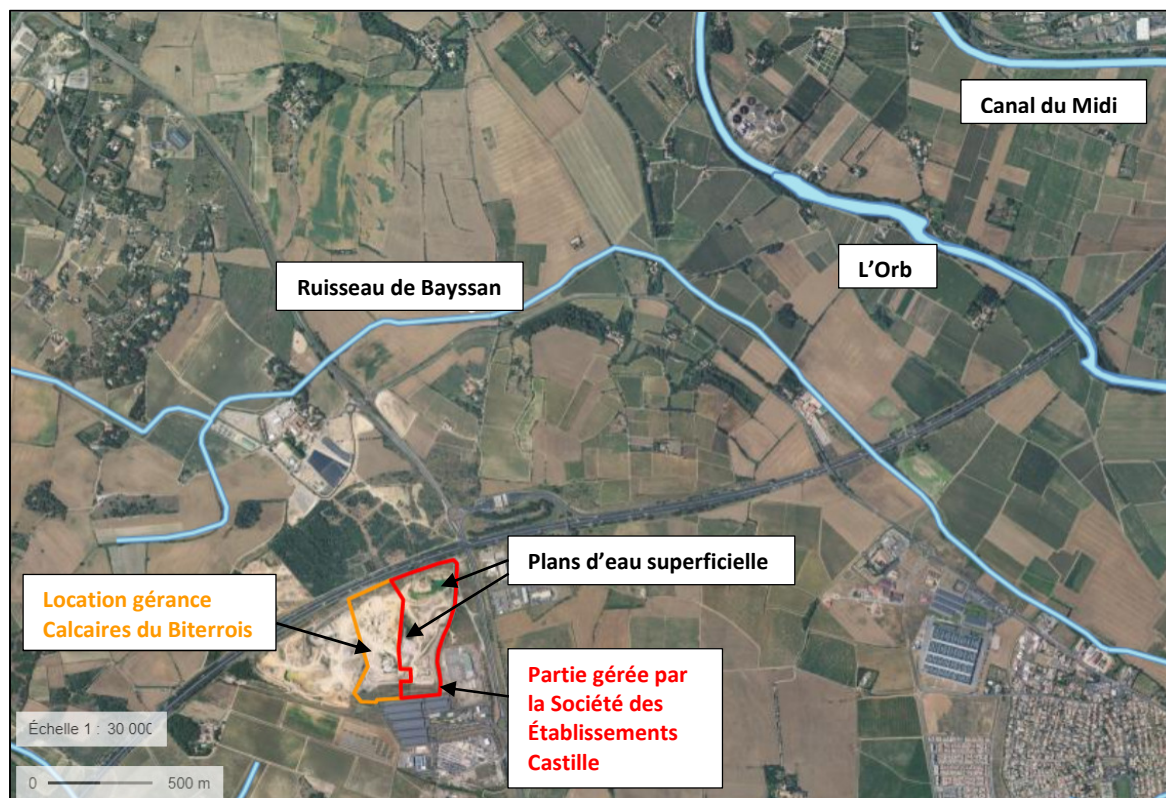 Canal du Midi
L'Orb
Ruisseau de Bayssan
Plans d'eau superficielle
Location gérance
Calcaires du Biterrois
Partie gérée par
la Société des
Établissements
Castille
Échelle 1 : 30 000
0 500 m